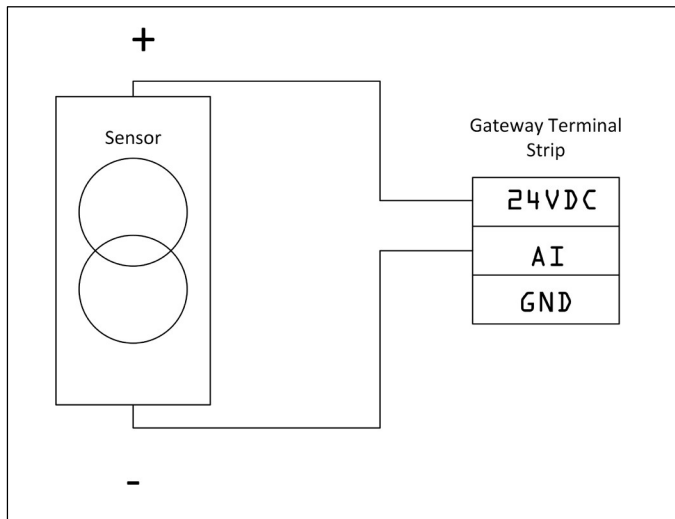 +
Sensor
Gateway Terminal
Strip
24VDC
AI
GND
-